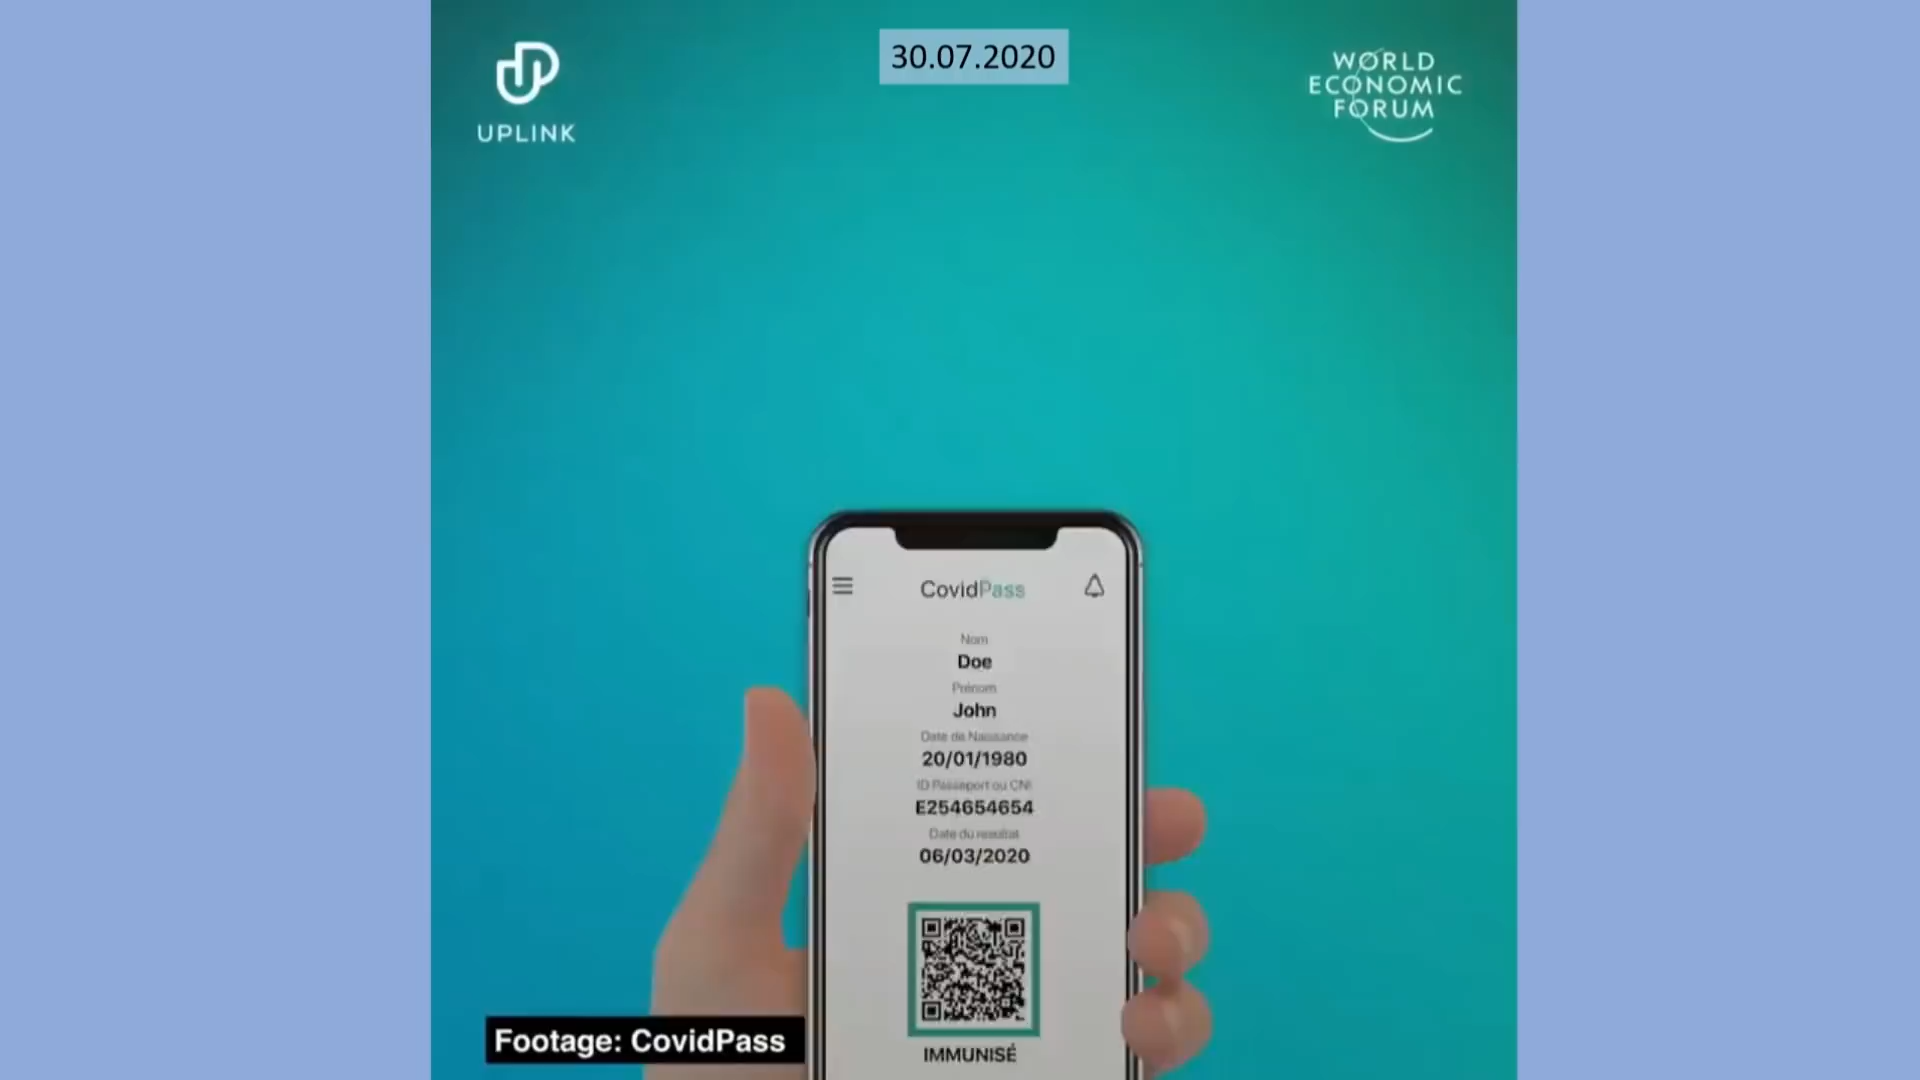 UPLINK
30.07.2020
WORLD
ECONOMIC
FORUM
CovidPass
Nom
Doe
Prénom
John
Date de Naissance
20/01/1980
ID Passeport ou CNI
E254654654
Date du resultat
06/03/2020
IMMUNISÉ
Footage: CovidPass